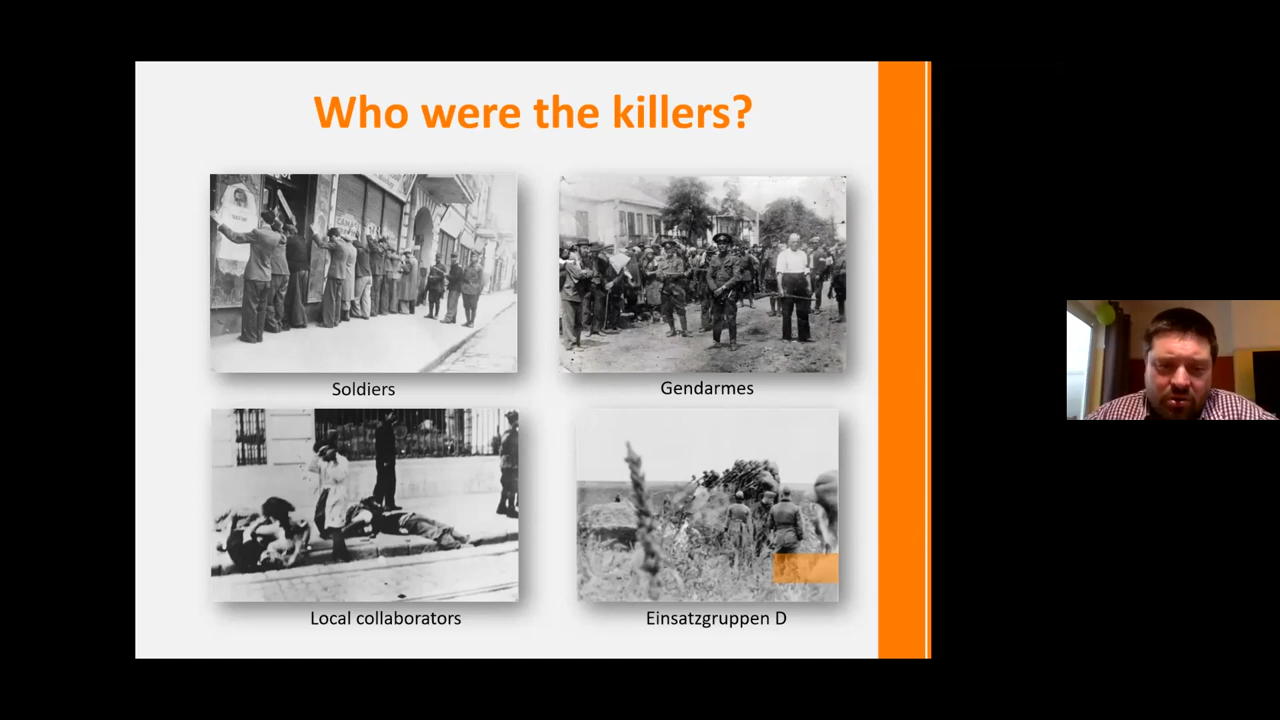 Who were the killers?
Soldiers
Gendarmes
Local collaborators
Einsatzgruppen D